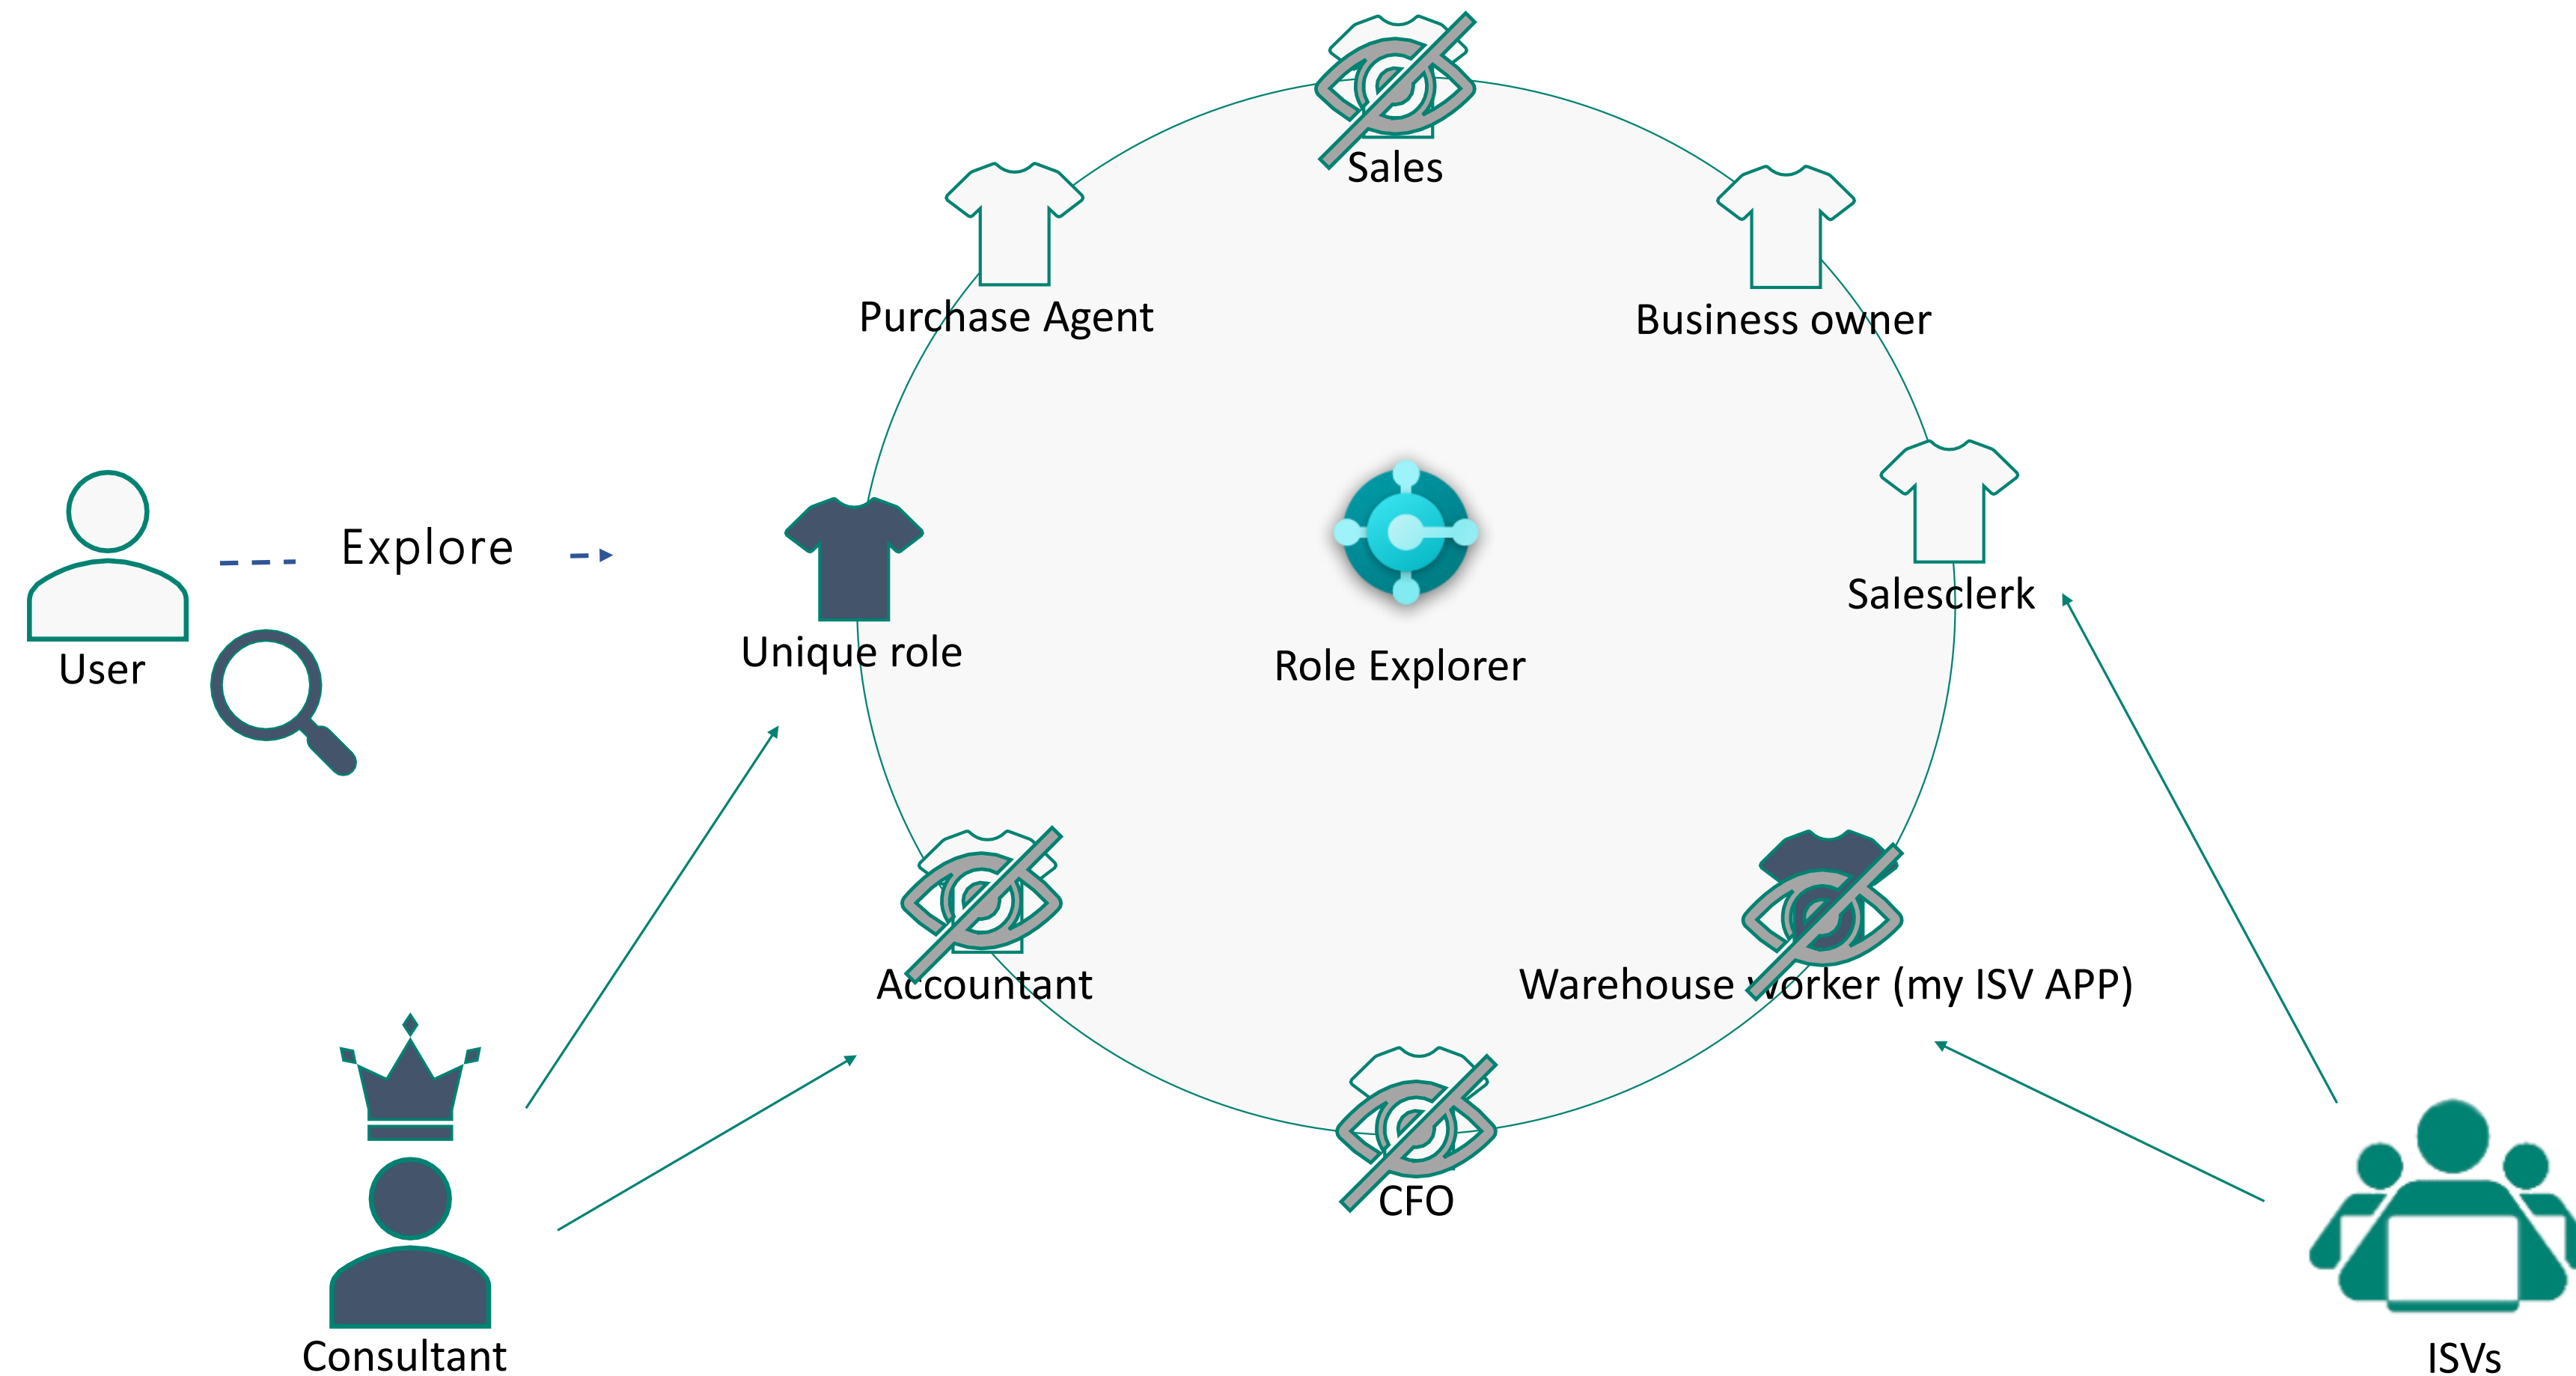 Sales
Purchase Agent
Business owner
Explore
Salesclerk
Unique role
Role Explorer
User
Accountant
Warehouse worker (my ISV APP)
CFO
Consultant
ISVs